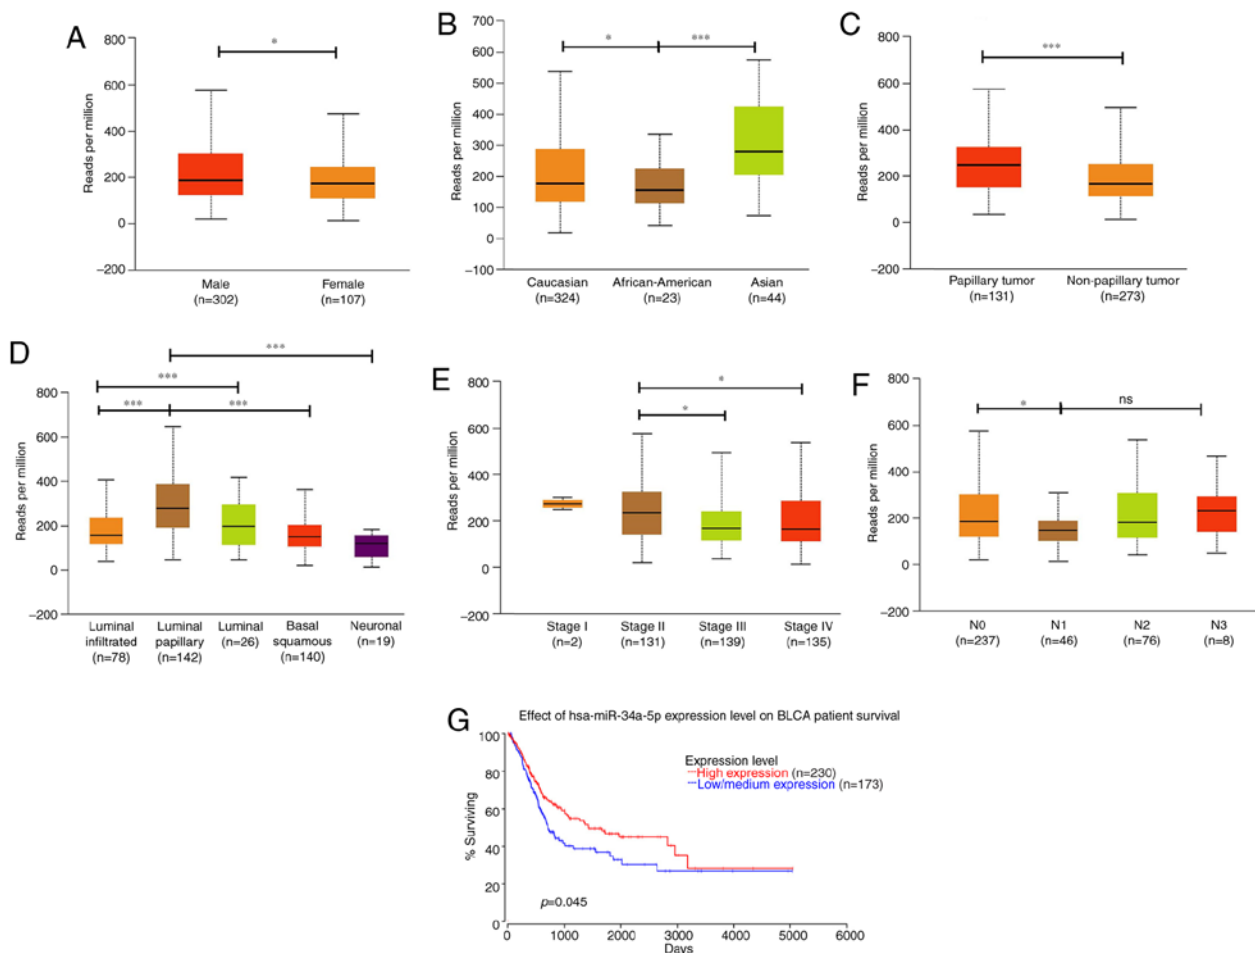 A
B
C
*
* ***
***
Reads per million
800
600
400
200
0
−200
Male
(n=302)
Female
(n=107)
Reads per million
700
600
500
400
300
200
100
0
−100
Caucasian
(n=324)
African-American
(n=23)
Asian
(n=44)
Reads per million
800
600
400
200
0
−200
Papillary tumor
(n=131)
Non-papillary tumor
(n=273)
D
E
F
***
***
*** ***
Reads per million
800
600
400
200
0
−200
Luminal
infiltrated
(n=78)
Luminal
papillary
(n=142)
Luminal
(n=26)
Basal
squamous
(n=140)
Neuronal
(n=19)
*
*
Reads per million
800
600
400
200
0
−200
Stage I
(n=2)
Stage II
(n=131)
Stage III
(n=139)
Stage IV
(n=135)
* ns
Reads per million
800
600
400
200
0
−200
N0
(n=237)
N1
(n=46)
N2
(n=76)
N3
(n=8)
G
Effect of hsa-miR-34a-5p expression level on BLCA patient survival
Expression level
High expression (n=230)
Low/medium expression (n=173)
% Surviving
100
80
60
40
20
0
p=0.045
0 1000 2000 3000 4000 5000 6000
Days